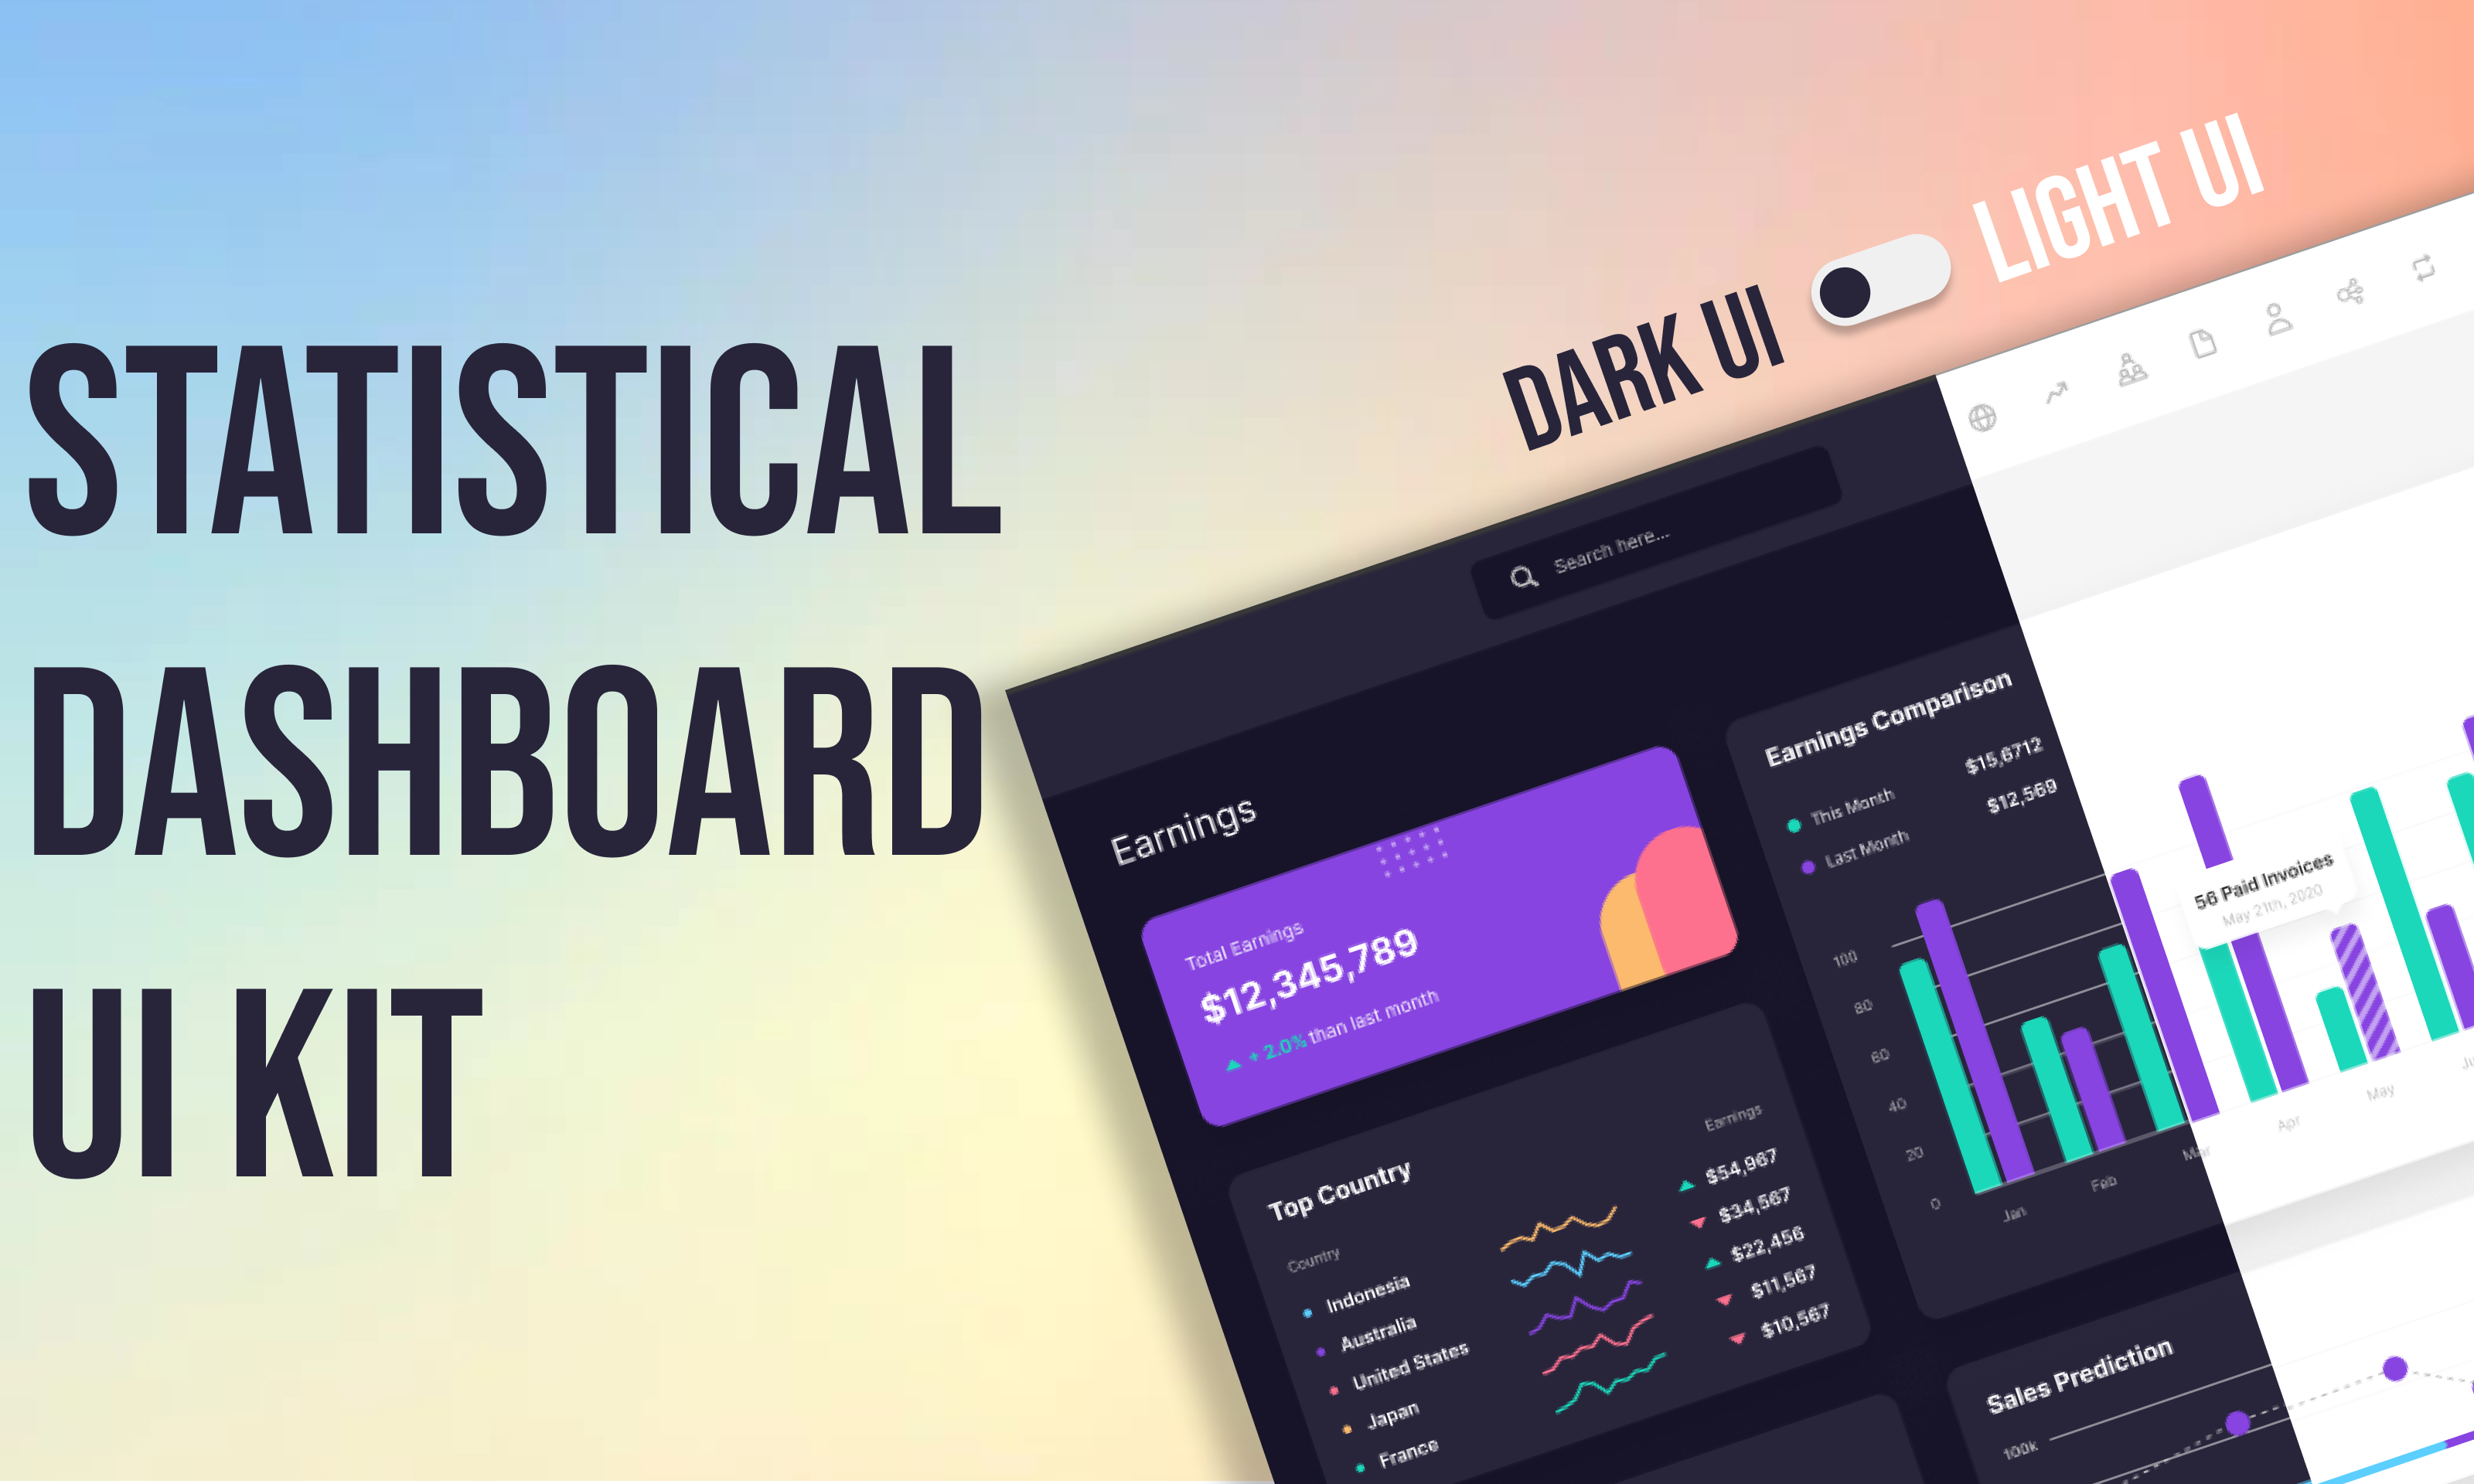 STATISTICAL
DASHBOARD
UI KIT
DARK UI
LIGHT UI
Search here...
Earnings
Total Earnings
$12,345,789
+ 2.0% than last month
Top Country
Country
Earnings
Indonesia
$54,967
Australia
$34,567
United States
$22,456
Japan
$11,567
France
$10,567
Earnings Comparison
This Month
$15,6712
Last Month
$12,569
100
80
60
40
20
0
Jan
Feb
Mar
Apr
May
56 Paid Invoices
May 21th, 2020
Sales Prediction
100k